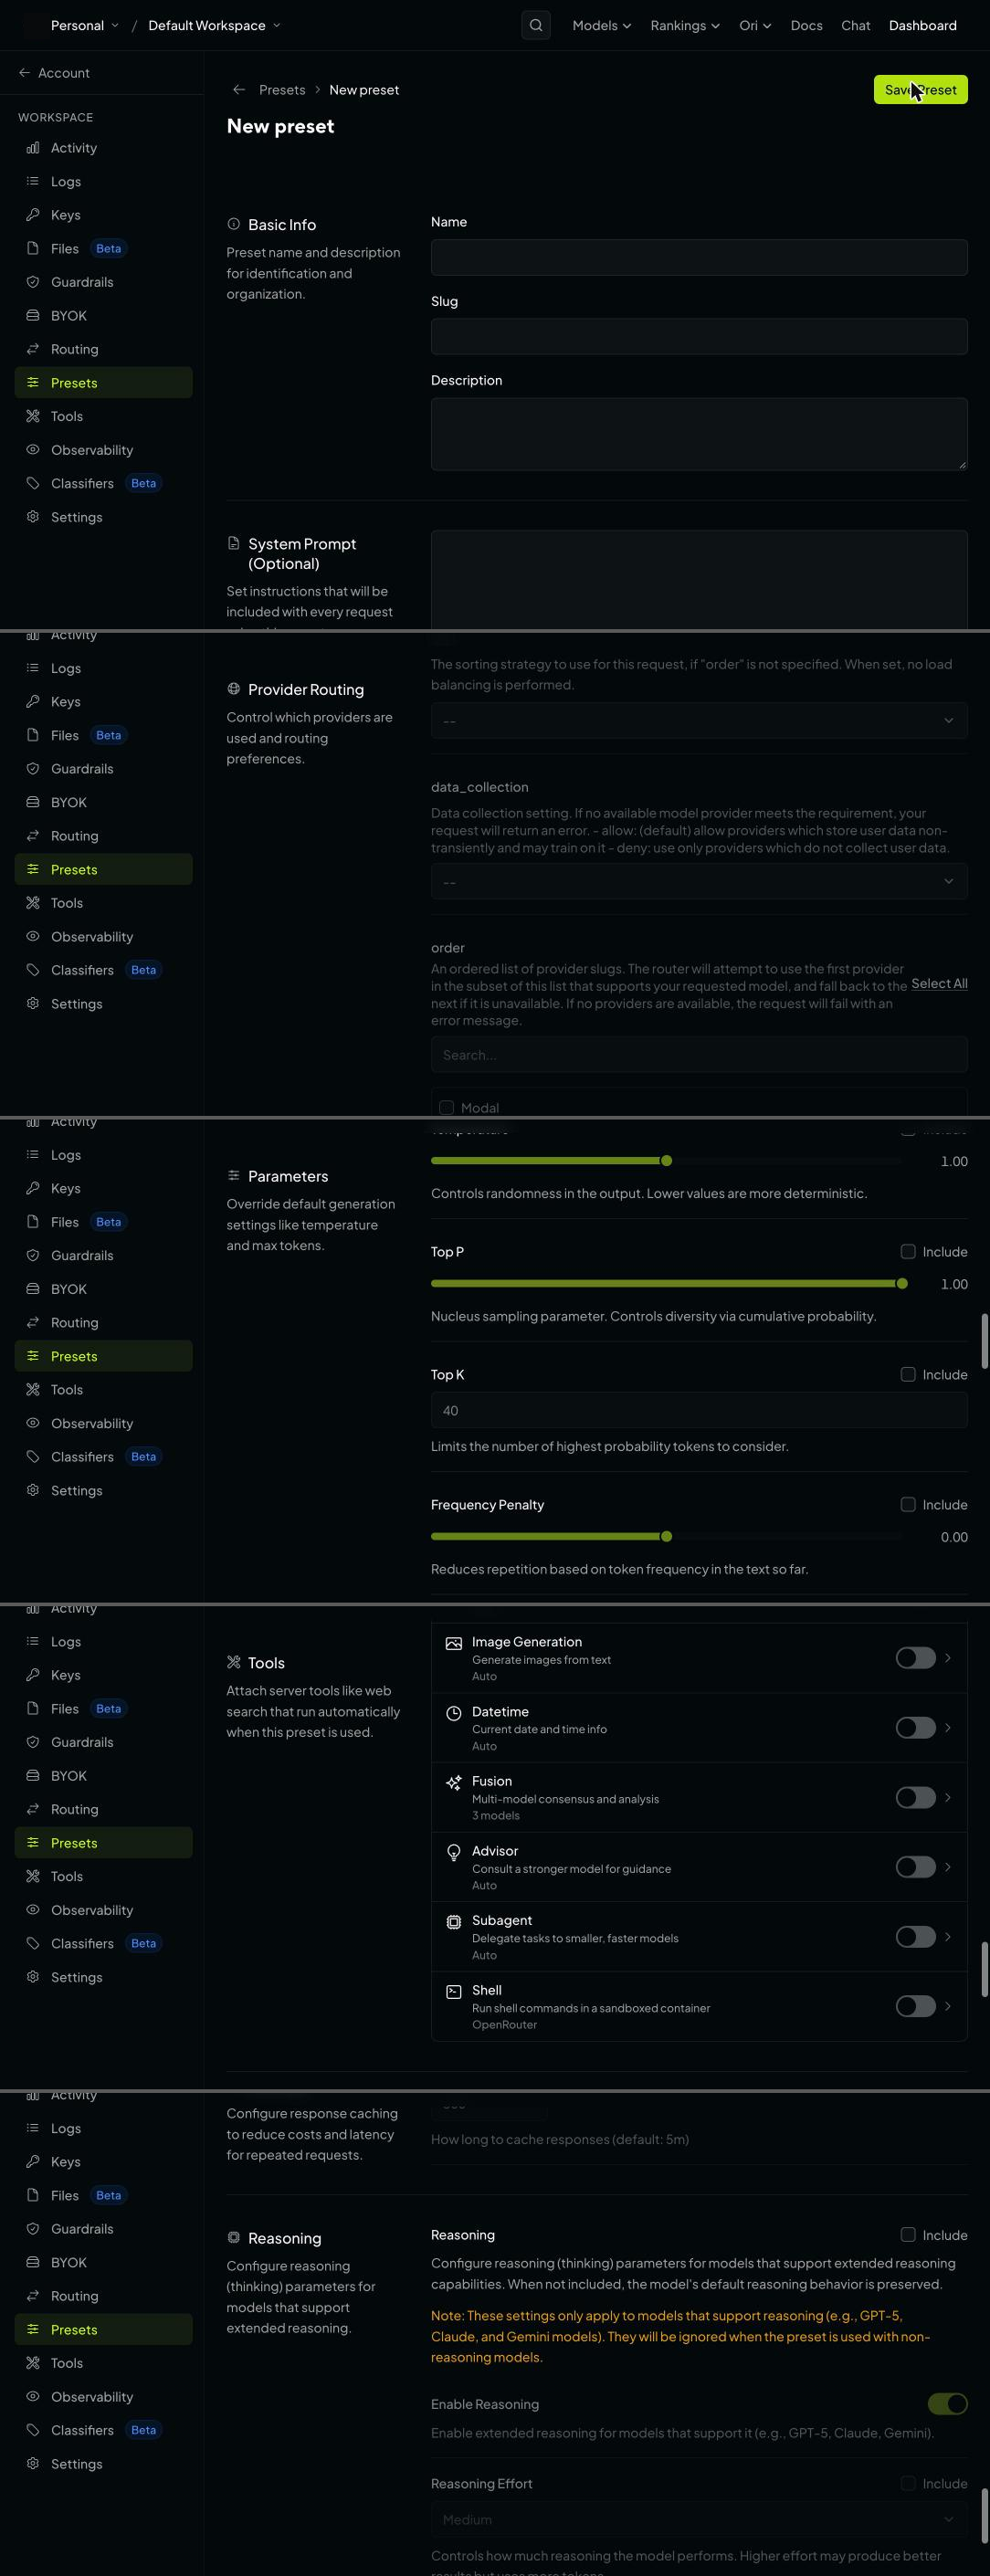 Personal / Default Workspace
Models Rankings Ori Docs Chat Dashboard
Account
WORKSPACE
Activity
Logs
Keys
Files Beta
Guardrails
BYOK
Routing
Presets
Tools
Observability
Classifiers Beta
Settings
Presets > New preset
Save Preset
New preset
Basic Info
Preset name and description
for identification and
organization.
Name
Slug
Description
System Prompt
(Optional)
Set instructions that will be
included with every request
Activity
Logs
Keys
Files Beta
Guardrails
BYOK
Routing
Presets
Tools
Observability
Classifiers Beta
Settings
Provider Routing
Control which providers are
used and routing
preferences.
The sorting strategy to use for this request, if "order" is not specified. When set, no load
balancing is performed.
--
data_collection
Data collection setting. If no available model provider meets the requirement, your
request will return an error. - allow: (default) allow providers which store user data non-
transiently and may train on it - deny: use only providers which do not collect user data.
--
order
An ordered list of provider slugs. The router will attempt to use the first provider
in the subset of this list that supports your requested model, and fall back to the
next if it is unavailable. If no providers are available, the request will fail with an
error message.
Select All
Search...
Modal
Activity
Logs
Keys
Files Beta
Guardrails
BYOK
Routing
Presets
Tools
Observability
Classifiers Beta
Settings
Parameters
Override default generation
settings like temperature
and max tokens.
1.00
Controls randomness in the output. Lower values are more deterministic.
Top P Include
1.00
Nucleus sampling parameter. Controls diversity via cumulative probability.
Top K Include
40
Limits the number of highest probability tokens to consider.
Frequency Penalty Include
0.00
Reduces repetition based on token frequency in the text so far.
Activity
Logs
Keys
Files Beta
Guardrails
BYOK
Routing
Presets
Tools
Observability
Classifiers Beta
Settings
Tools
Attach server tools like web
search that run automatically
when this preset is used.
Image Generation
Generate images from text
Auto
Datetime
Current date and time info
Auto
Fusion
Multi-model consensus and analysis
3 models
Advisor
Consult a stronger model for guidance
Auto
Subagent
Delegate tasks to smaller, faster models
Auto
Shell
Run shell commands in a sandboxed container
OpenRouter
Activity
Logs
Keys
Files Beta
Guardrails
BYOK
Routing
Presets
Tools
Observability
Classifiers Beta
Settings
Configure response caching
to reduce costs and latency
for repeated requests.
How long to cache responses (default: 5m)
Reasoning
Configure reasoning
(thinking) parameters for
models that support
extended reasoning.
Reasoning Include
Configure reasoning (thinking) parameters for models that support extended reasoning
capabilities. When not included, the model's default reasoning behavior is preserved.
Note: These settings only apply to models that support reasoning (e.g., GPT-5,
Claude, and Gemini models). They will be ignored when the preset is used with non-
reasoning models.
Enable Reasoning
Enable extended reasoning for models that support it (e.g., GPT-5, Claude, Gemini).
Reasoning Effort Include
Medium
Controls how much reasoning the model performs. Higher effort may produce better